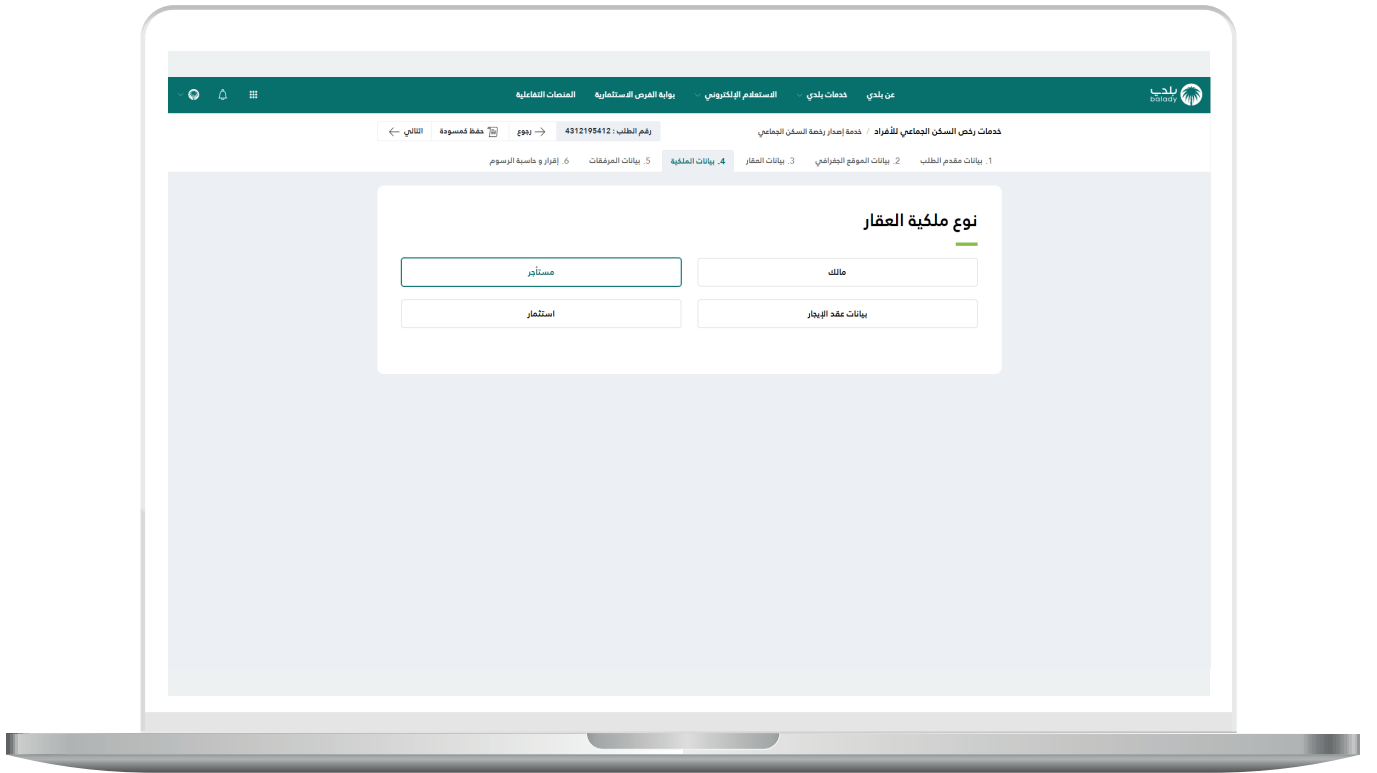 بلدي
balady
عن بلدي خدمات بلدي الاستعلام الإلكتروني بوابة الفرص الاستثمارية المنصات التفاعلية
خدمات رخص السكن الجماعي للأفراد / خدمة إصدار رخصة السكن الجماعي
رقم الطلب : 4312195412 رجوع حفظ كمسودة التالي
1. بيانات مقدم الطلب 2. بيانات الموقع الجغرافي 3. بيانات العقار 4. بيانات الملكية 5. بيانات المرفقات 6. إقرار و حاسبة الرسوم
نوع ملكية العقار
مالك مستأجر
بيانات عقد الإيجار استثمار